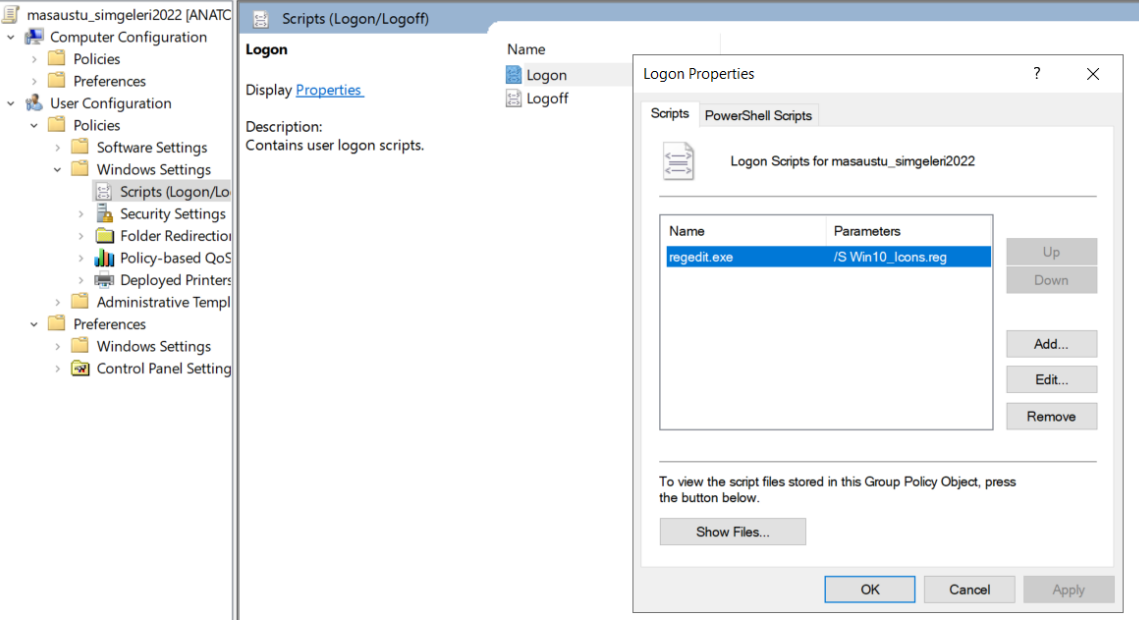 masaustu_simgeleri2022 [ANATO
Computer Configuration
Policies
Preferences
User Configuration
Policies
Software Settings
Windows Settings
Scripts (Logon/Lo
Security Settings
Folder Redirection
Policy-based QoS
Deployed Printers
Administrative Templ
Preferences
Windows Settings
Control Panel Setting
Scripts (Logon/Logoff)
Logon
Display Properties
Description:
Contains user logon scripts.
Name
Logon
Logoff
Logon Properties
?
Scripts
PowerShell Scripts
Logon Scripts for masaustu_simgeleri2022
Name Parameters
regedit.exe /S Win10_Icons.reg
Up
Down
Add...
Edit...
Remove
To view the script files stored in this Group Policy Object, press
the button below.
Show Files...
OK Cancel Apply